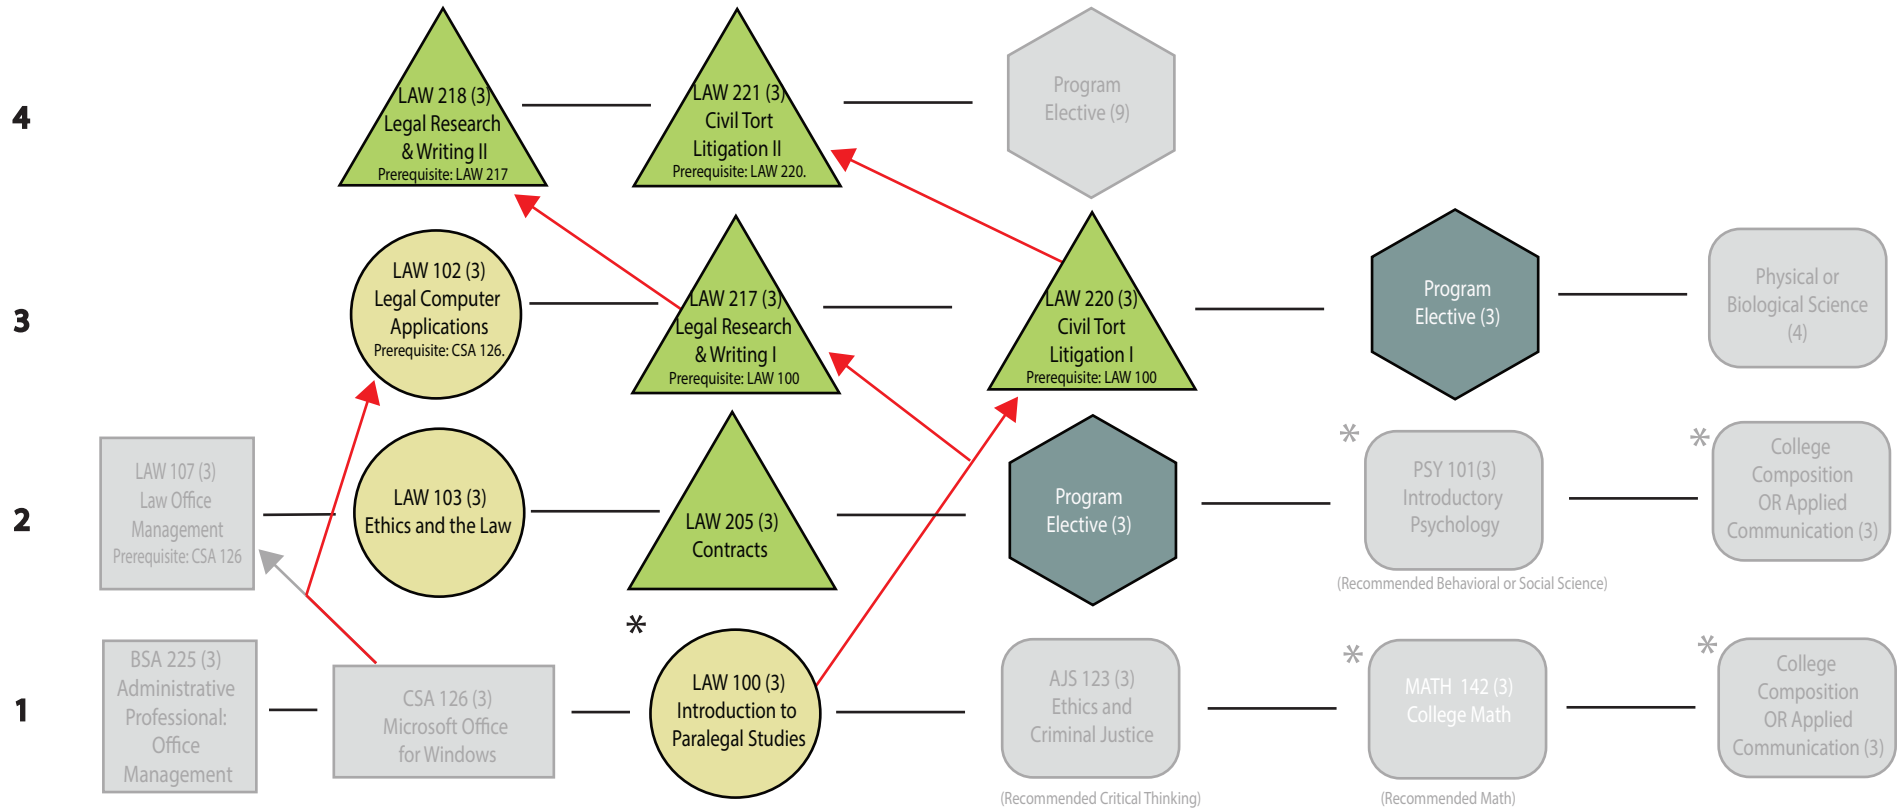 4
LAW 218 (3)
Legal Research
& Writing II
Prerequisite: LAW 217
LAW 221 (3)
Civil Tort
Litigation II
Prerequisite: LAW 220.
Program
Elective (9)
3
LAW 102 (3)
Legal Computer
Applications
Prerequisite: CSA 126.
LAW 217 (3)
Legal Research
& Writing I
Prerequisite: LAW 100
LAW 220 (3)
Civil Tort
Litigation I
Prerequisite: LAW 100
Program
Elective (3)
Physical or
Biological Science
(4)
2
LAW 107 (3)
Law Office
Management
Prerequisite: CSA 126
LAW 103 (3)
Ethics and the Law
LAW 205 (3)
Contracts
Program
Elective (3)
*
PSY 101(3)
Introductory
Psychology
(Recommended Behavioral or Social Science)
*
College
Composition
OR Applied
Communication (3)
1
BSA 225 (3)
Administrative
Professional:
Office
Management
CSA 126 (3)
Microsoft Office
for Windows
*
LAW 100 (3)
Introduction to
Paralegal Studies
AJS 123 (3)
Ethics and
Criminal Justice
(Recommended Critical Thinking)
*
MATH 142 (3)
College Math
(Recommended Math)
*
College
Composition
OR Applied
Communication (3)